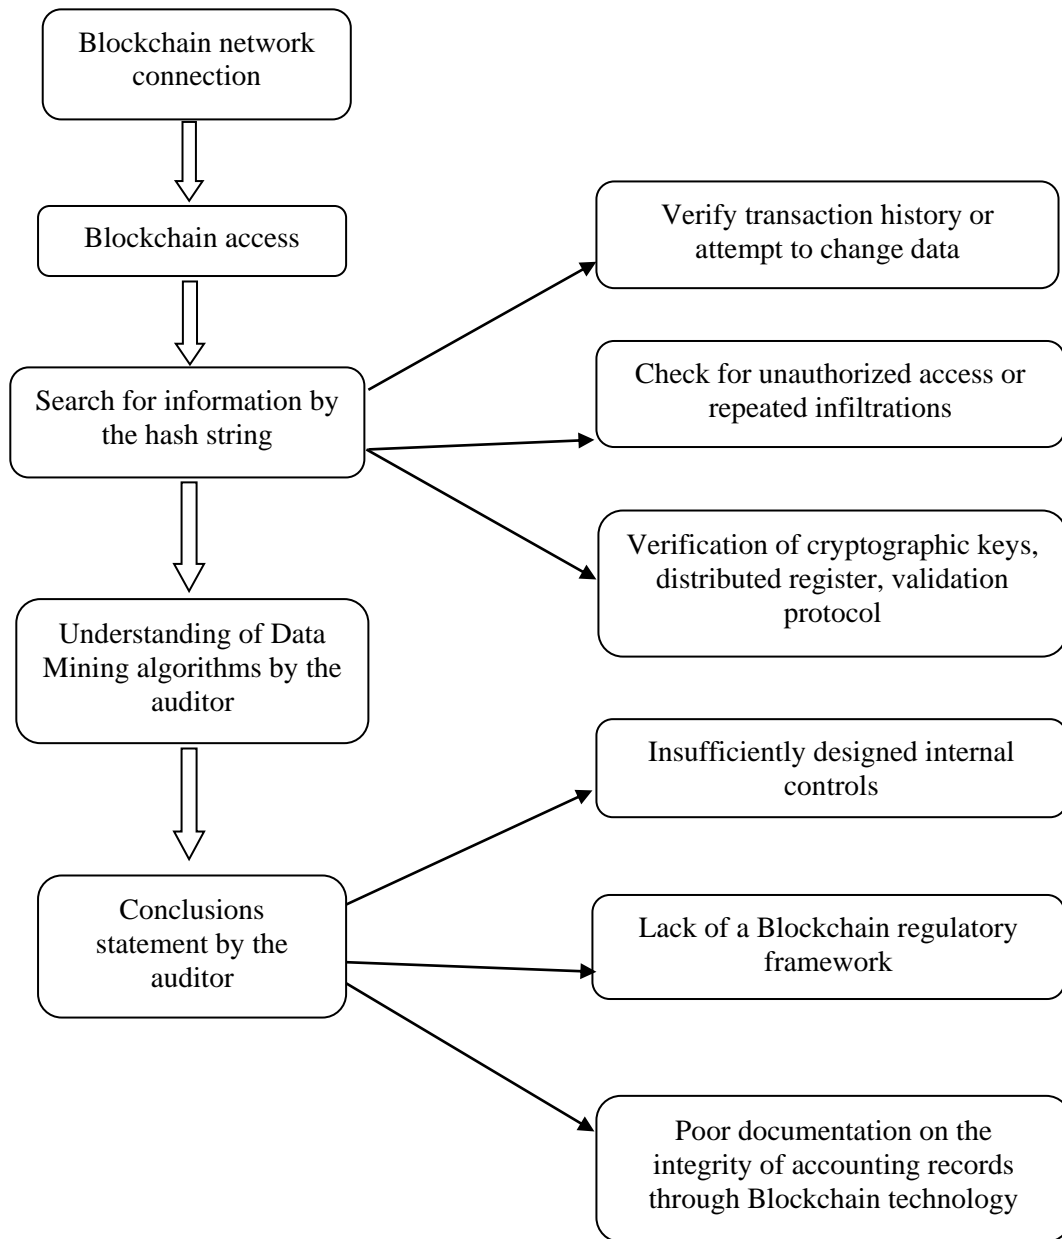 Blockchain network
connection
Blockchain access
Verify transaction history or
attempt to change data
Search for information by
the hash string
Check for unauthorized access or
repeated infiltrations
Verification of cryptographic keys,
distributed register, validation
protocol
Understanding of Data
Mining algorithms by the
auditor
Insufficiently designed internal
controls
Conclusions
statement by the
auditor
Lack of a Blockchain regulatory
framework
Poor documentation on the
integrity of accounting records
through Blockchain technology